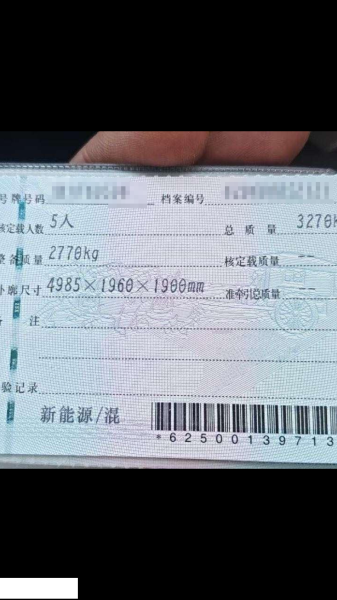 号牌号码 档案编号
核定载人数 5人 总质量 3270k
整备质量 2770kg 核定载质量 --
外廓尺寸 4985×1960×1900mm 准牵引总质量 --
备注
检验记录
新能源/混
*62500139713